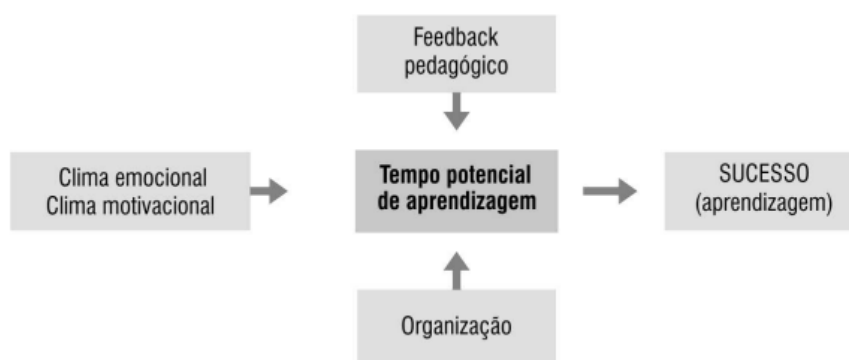 Feedback
pedagógico
Clima emocional
Clima motivacional
Tempo potencial
de aprendizagem
SUCESSO
(aprendizagem)
Organização